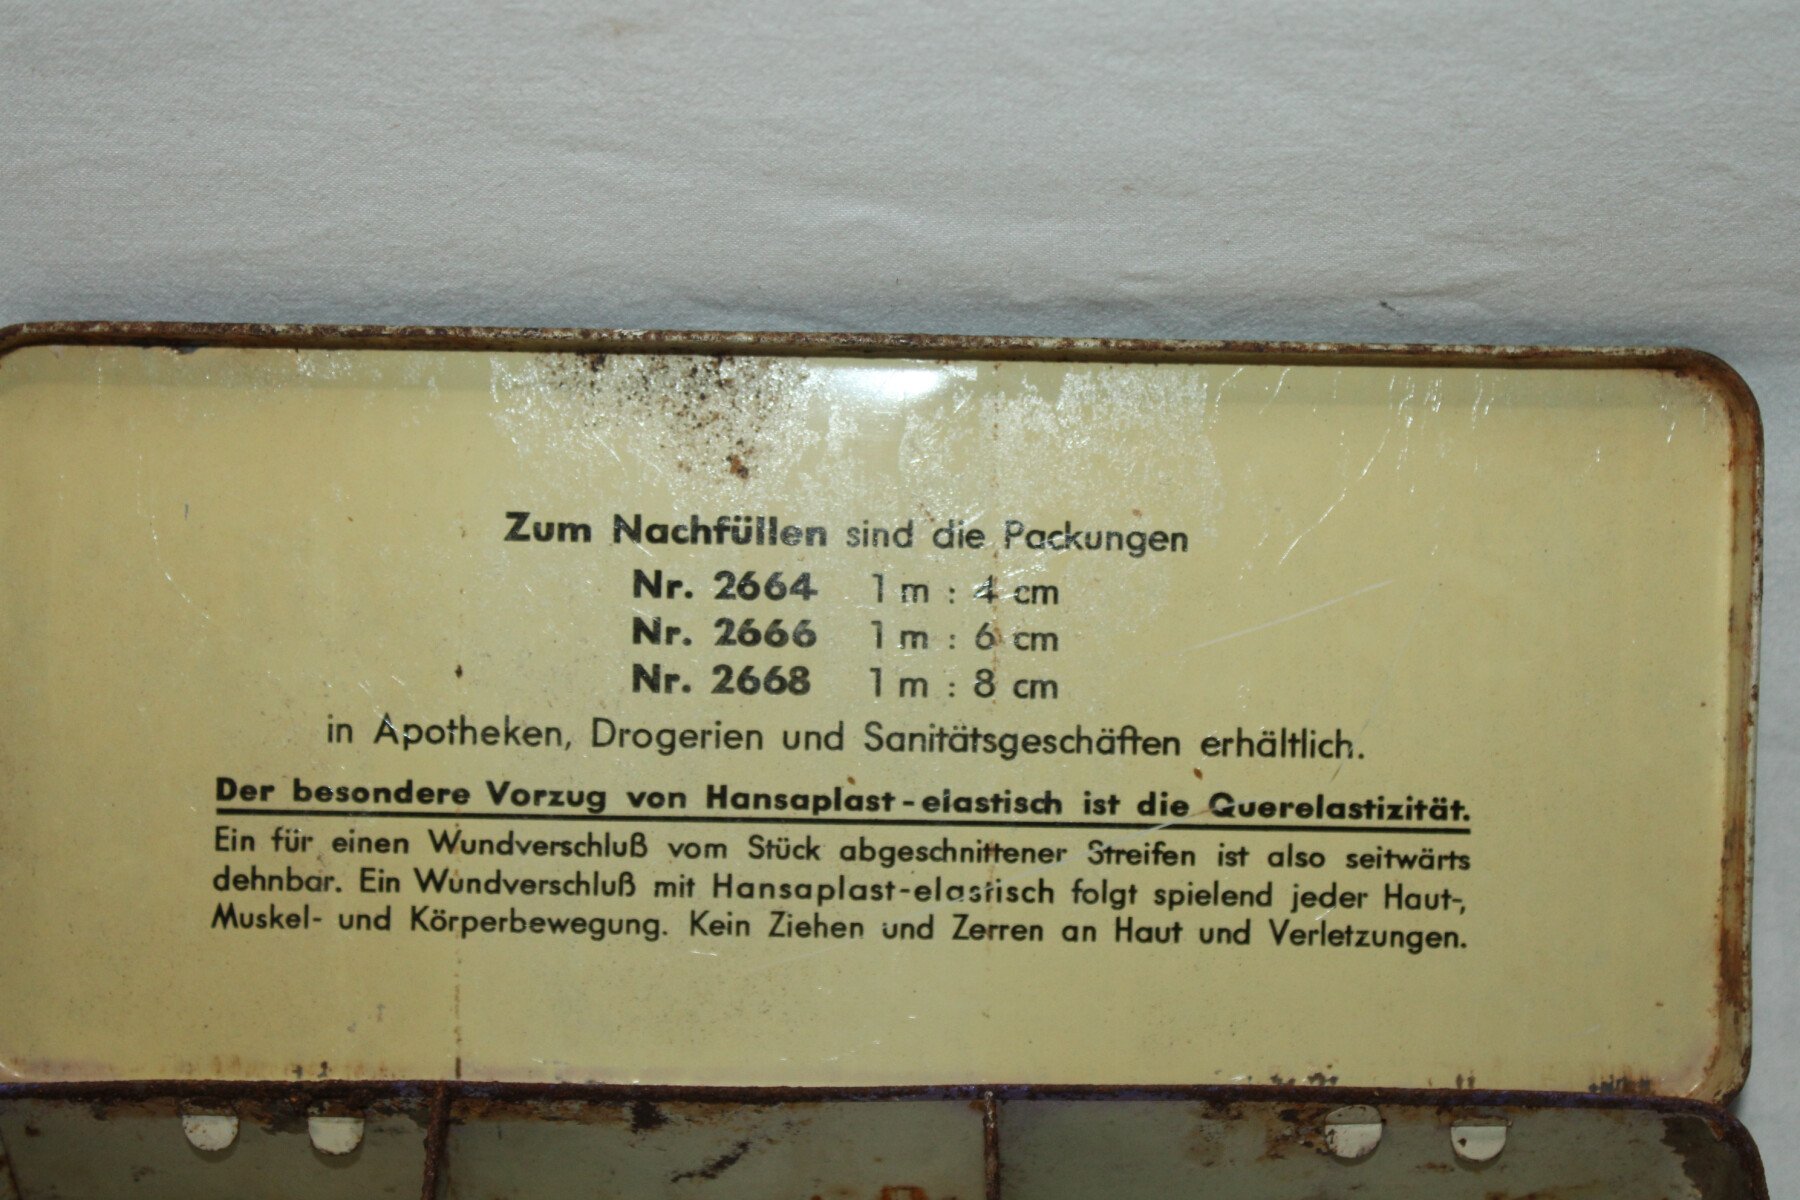 Zum Nachfüllen sind die Packungen
Nr. 2664 1 m : 4 cm
Nr. 2666 1 m : 6 cm
Nr. 2668 1 m : 8 cm
in Apotheken, Drogerien und Sanitätsgeschäften erhältlich.
Der besondere Vorzug von Hansaplast-elastisch ist die Querelastizität.
Ein für einen Wundverschluß vom Stück abgeschnittener Streifen ist also seitwärts
dehnbar. Ein Wundverschluß mit Hansaplast-elastisch folgt spielend jeder Haut-,
Muskel- und Körperbewegung. Kein Ziehen und Zerren an Haut und Verletzungen.